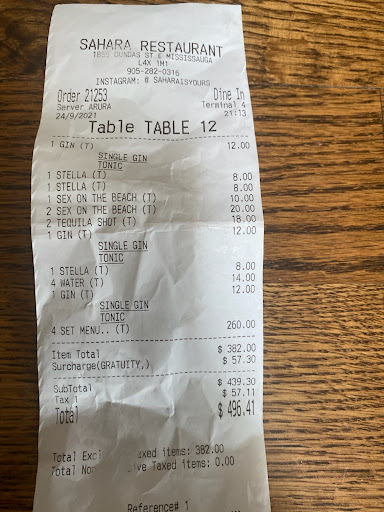 SAHARA RESTAURANT
1855 DUNDAS ST E MISSISSAUGA
L4X 1M1
905-282-0316
INSTAGRAM: @ SAHARAISYOURS
Order 21253 Dine In
Server ARURA Terminal 4
24/9/2021 21:13
Table TABLE 12
1 GIN (T) 12.00
SINGLE GIN
TONIC
1 STELLA (T) 8.00
1 STELLA (T) 8.00
1 SEX ON THE BEACH (T) 10.00
2 SEX ON THE BEACH (T) 20.00
2 TEQUILA SHOT (T) 18.00
1 GIN (T) 12.00
SINGLE GIN
TONIC
1 STELLA (T) 8.00
4 WATER (T) 14.00
1 GIN (T) 12.00
SINGLE GIN
TONIC
4 SET MENU.. (T) 260.00
Item Total $ 382.00
Surcharge(GRATUITY,) $ 57.30
SubTotal $ 439.30
Tax 1 $ 57.11
Total $ 496.41
Total Excl axed items: 382.00
Total Non ive Taxed items: 0.00
Reference# 1